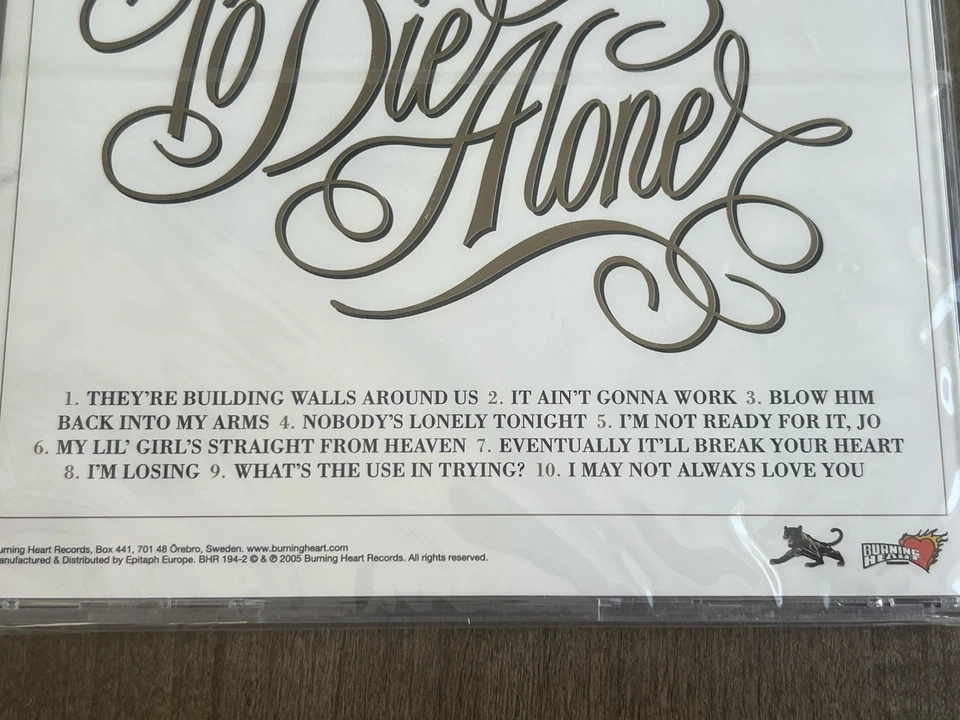 To Die
Alone
1. THEY'RE BUILDING WALLS AROUND US 2. IT AIN'T GONNA WORK 3. BLOW HIM
BACK INTO MY ARMS 4. NOBODY'S LONELY TONIGHT 5. I'M NOT READY FOR IT, JO
6. MY LIL' GIRL'S STRAIGHT FROM HEAVEN 7. EVENTUALLY IT'LL BREAK YOUR HEART
8. I'M LOSING 9. WHAT'S THE USE IN TRYING? 10. I MAY NOT ALWAYS LOVE YOU
urning Heart Records, Box 441, 701 48 Örebro, Sweden. www.burningheart.com
anufactured & Distributed by Epitaph Europe. BHR 194-2 © & ℗ 2005 Burning Heart Records. All rights reserved.
BURNING
HEART